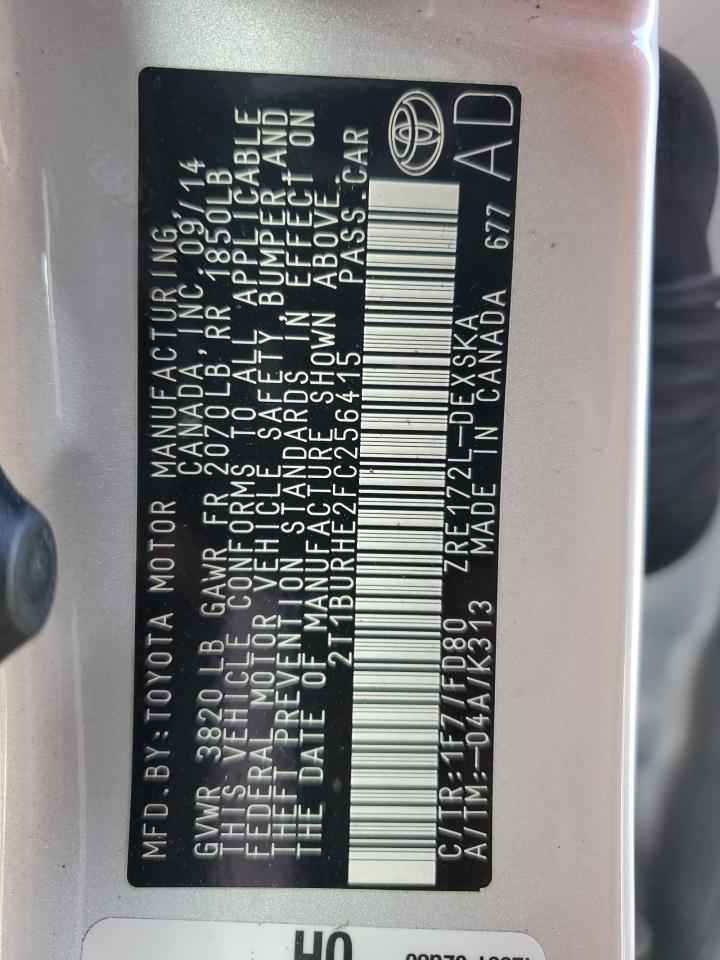 MFD.BY:TOYOTA MOTOR MANUFACTURING
CANADA, INC. 09/14
GVWR 3820 LB GAWR FR 2070LB, RR 1850LB
THIS VEHICLE CONFORMS TO ALL APPLICABLE
FEDERAL MOTOR VEHICLE SAFETY, BUMPER, AND
THEFT PREVENTION STANDARDS IN EFFECT ON
THE DATE OF MANUFACTURE SHOWN ABOVE.
2T1BURHE2FC256415 PASS.CAR
C/TR:1F7/FD80 ZRE172L-DEXSKA
A/TM:-04A/K313 MADE IN CANADA 677 AD